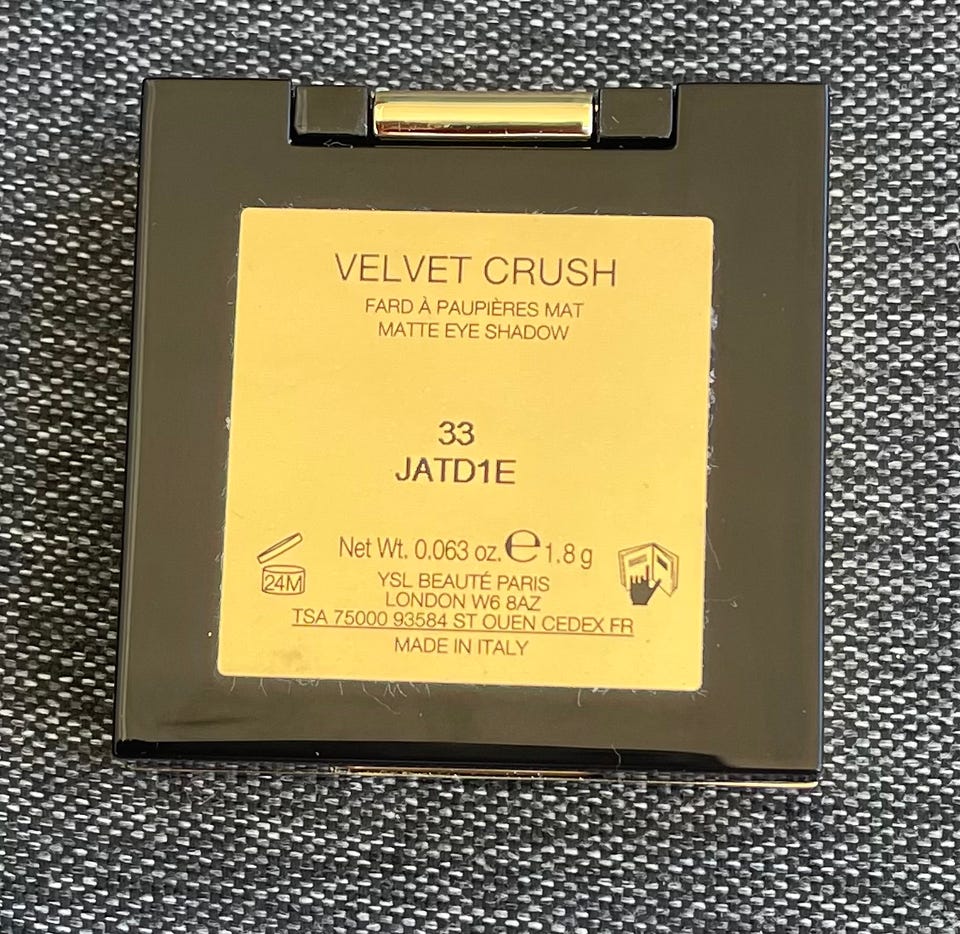 VELVET CRUSH
FARD À PAUPIÈRES MAT
MATTE EYE SHADOW
33
JATD1E
Net Wt. 0.063 oz. ℮ 1.8 g
24M
YSL BEAUTÉ PARIS
LONDON W6 8AZ
TSA 75000 93584 ST OUEN CEDEX FR
MADE IN ITALY